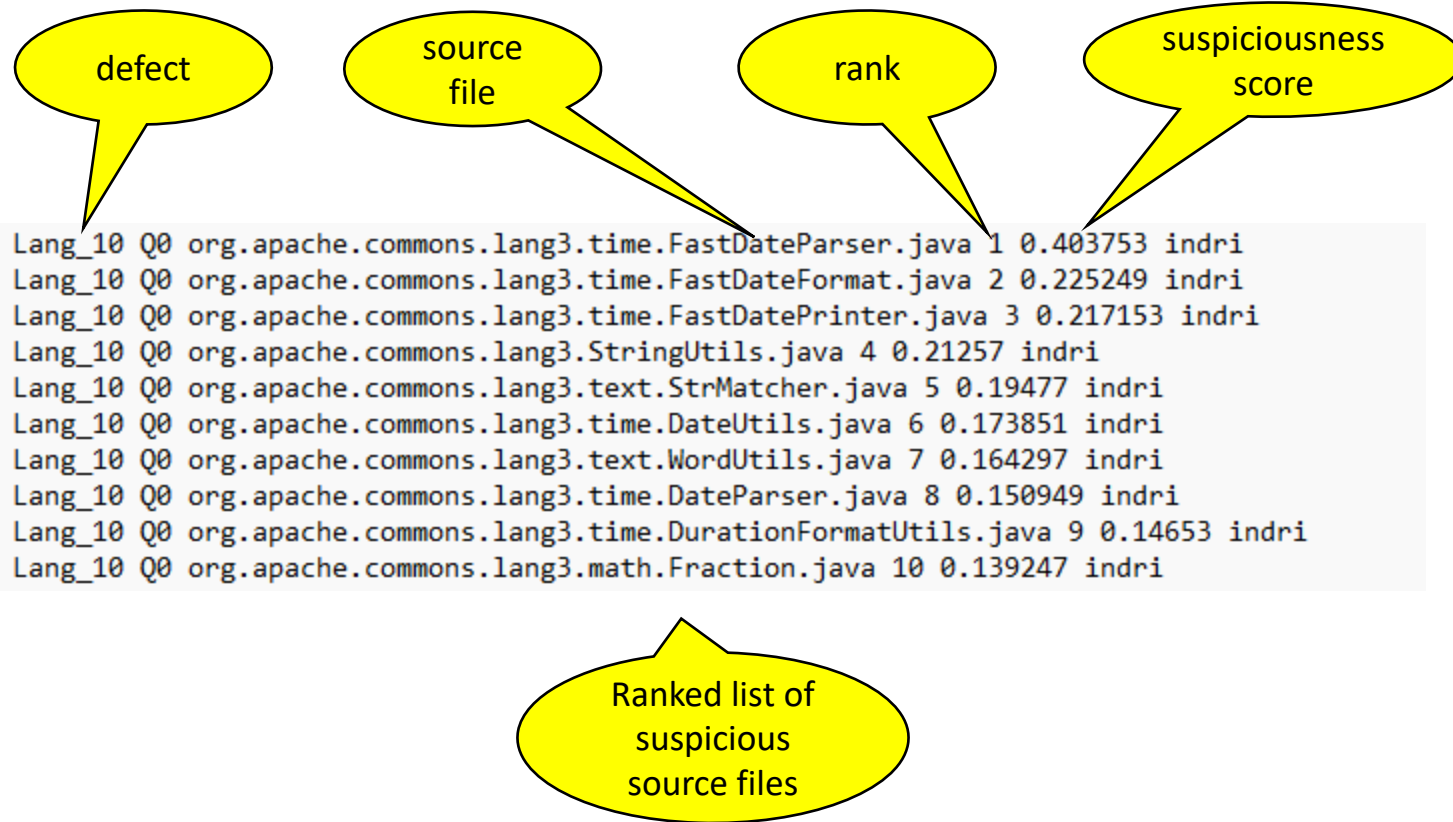 defect
source
file
rank
suspiciousness
score
Lang_10 Q0 org.apache.commons.lang3.time.FastDateParser.java 1 0.403753 indri
Lang_10 Q0 org.apache.commons.lang3.time.FastDateFormat.java 2 0.225249 indri
Lang_10 Q0 org.apache.commons.lang3.time.FastDatePrinter.java 3 0.217153 indri
Lang_10 Q0 org.apache.commons.lang3.StringUtils.java 4 0.21257 indri
Lang_10 Q0 org.apache.commons.lang3.text.StrMatcher.java 5 0.19477 indri
Lang_10 Q0 org.apache.commons.lang3.time.DateUtils.java 6 0.173851 indri
Lang_10 Q0 org.apache.commons.lang3.text.WordUtils.java 7 0.164297 indri
Lang_10 Q0 org.apache.commons.lang3.time.DateParser.java 8 0.150949 indri
Lang_10 Q0 org.apache.commons.lang3.time.DurationFormatUtils.java 9 0.14653 indri
Lang_10 Q0 org.apache.commons.lang3.math.Fraction.java 10 0.139247 indri
Ranked list of
suspicious
source files